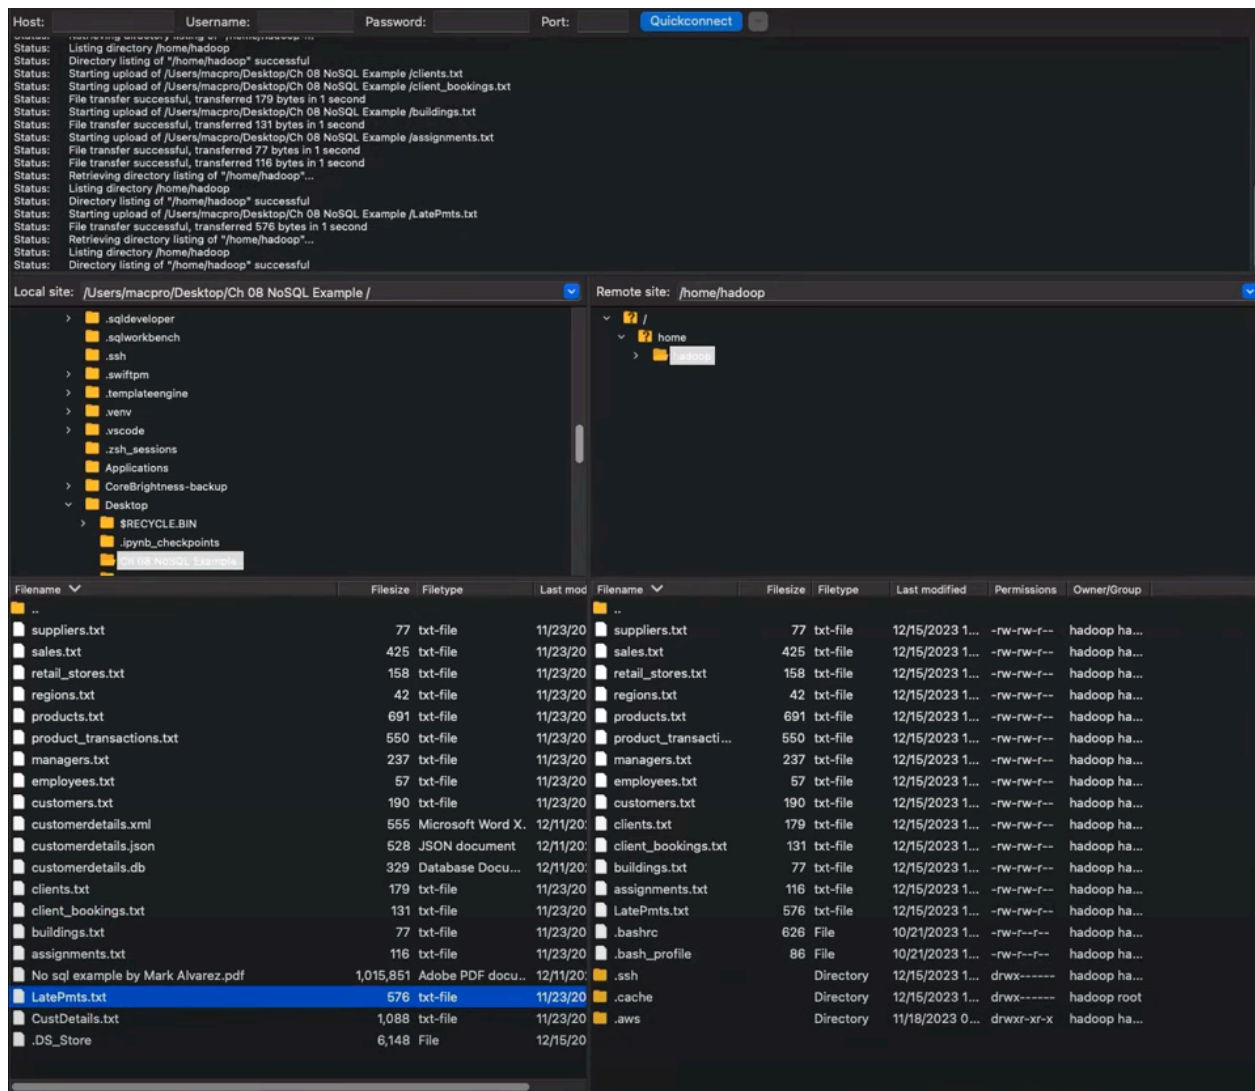 Host: Username: Password: Port: Quickconnect
Status: Retrieving directory listing of "/home/hadoop"...
Status: Listing directory /home/hadoop
Status: Directory listing of "/home/hadoop" successful
Status: Starting upload of /Users/macpro/Desktop/Ch 08 NoSQL Example /clients.txt
Status: Starting upload of /Users/macpro/Desktop/Ch 08 NoSQL Example /client_bookings.txt
Status: File transfer successful, transferred 179 bytes in 1 second
Status: Starting upload of /Users/macpro/Desktop/Ch 08 NoSQL Example /buildings.txt
Status: File transfer successful, transferred 131 bytes in 1 second
Status: Starting upload of /Users/macpro/Desktop/Ch 08 NoSQL Example /assignments.txt
Status: File transfer successful, transferred 77 bytes in 1 second
Status: File transfer successful, transferred 116 bytes in 1 second
Status: Retrieving directory listing of "/home/hadoop"...
Status: Listing directory /home/hadoop
Status: Directory listing of "/home/hadoop" successful
Status: Starting upload of /Users/macpro/Desktop/Ch 08 NoSQL Example /LatePmts.txt
Status: File transfer successful, transferred 576 bytes in 1 second
Status: Retrieving directory listing of "/home/hadoop"...
Status: Listing directory /home/hadoop
Status: Directory listing of "/home/hadoop" successful
Local site: /Users/macpro/Desktop/Ch 08 NoSQL Example /
.sqldeveloper
.sqlworkbench
.ssh
.swiftpm
.templateengine
.venv
.vscode
.zsh_sessions
Applications
CoreBrightness-backup
Desktop
$RECYCLE.BIN
.ipynb_checkpoints
Ch 08 NoSQL Example
Remote site: /home/hadoop
/
home
hadoop
Filename Filesize Filetype Last mod
..
suppliers.txt 77 txt-file 11/23/20
sales.txt 425 txt-file 11/23/20
retail_stores.txt 158 txt-file 11/23/20
regions.txt 42 txt-file 11/23/20
products.txt 691 txt-file 11/23/20
product_transactions.txt 550 txt-file 11/23/20
managers.txt 237 txt-file 11/23/20
employees.txt 57 txt-file 11/23/20
customers.txt 190 txt-file 11/23/20
customerdetails.xml 555 Microsoft Word X. 12/11/20
customerdetails.json 528 JSON document 12/11/20
customerdetails.db 329 Database Docu... 12/11/20
clients.txt 179 txt-file 11/23/20
client_bookings.txt 131 txt-file 11/23/20
buildings.txt 77 txt-file 11/23/20
assignments.txt 116 txt-file 11/23/20
No sql example by Mark Alvarez.pdf 1,015,851 Adobe PDF docu... 12/11/20
LatePmts.txt 576 txt-file 11/23/20
CustDetails.txt 1,088 txt-file 11/23/20
.DS_Store 6,148 File 12/15/20
Filename Filesize Filetype Last modified Permissions Owner/Group
..
suppliers.txt 77 txt-file 12/15/2023 1... -rw-rw-r-- hadoop ha...
sales.txt 425 txt-file 12/15/2023 1... -rw-rw-r-- hadoop ha...
retail_stores.txt 158 txt-file 12/15/2023 1... -rw-rw-r-- hadoop ha...
regions.txt 42 txt-file 12/15/2023 1... -rw-rw-r-- hadoop ha...
products.txt 691 txt-file 12/15/2023 1... -rw-rw-r-- hadoop ha...
product_transacti... 550 txt-file 12/15/2023 1... -rw-rw-r-- hadoop ha...
managers.txt 237 txt-file 12/15/2023 1... -rw-rw-r-- hadoop ha...
employees.txt 57 txt-file 12/15/2023 1... -rw-rw-r-- hadoop ha...
customers.txt 190 txt-file 12/15/2023 1... -rw-rw-r-- hadoop ha...
clients.txt 179 txt-file 12/15/2023 1... -rw-rw-r-- hadoop ha...
client_bookings.txt 131 txt-file 12/15/2023 1... -rw-rw-r-- hadoop ha...
buildings.txt 77 txt-file 12/15/2023 1... -rw-rw-r-- hadoop ha...
assignments.txt 116 txt-file 12/15/2023 1... -rw-rw-r-- hadoop ha...
LatePmts.txt 576 txt-file 12/15/2023 1... -rw-rw-r-- hadoop ha...
.bashrc 626 File 10/21/2023 1... -rw-r--r-- hadoop ha...
.bash_profile 86 File 10/21/2023 1... -rw-r--r-- hadoop ha...
.ssh Directory 12/15/2023 1... drwx------ hadoop ha...
.cache Directory 12/15/2023 1... drwx------ hadoop root
.aws Directory 11/18/2023 0... drwxr-xr-x hadoop ha...